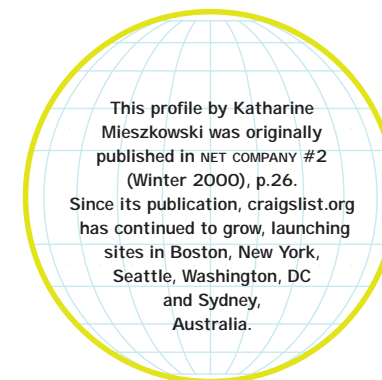 This profile by Katharine
Mieszkowski was originally
published in NET COMPANY #2
(Winter 2000), p.26.
Since its publication, craigslist.org
has continued to grow, launching
sites in Boston, New York,
Seattle, Washington, DC
and Sydney,
Australia.